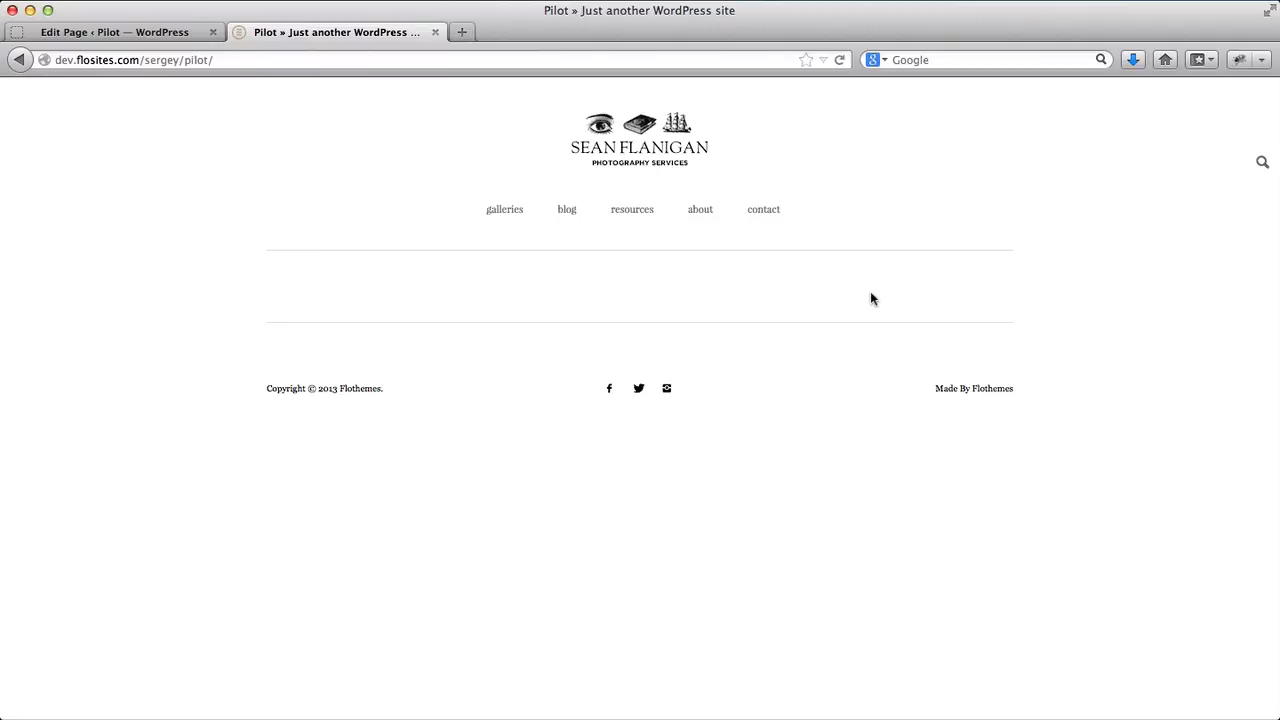 Pilot » Just another WordPress site
Edit Page ‹ Pilot — WordPress
Pilot » Just another WordPress ...
dev.flosites.com/sergey/pilot/
Google
SEAN FLANIGAN
PHOTOGRAPHY SERVICES
galleries blog resources about contact
Copyright © 2013 Flothemes.
Made By Flothemes